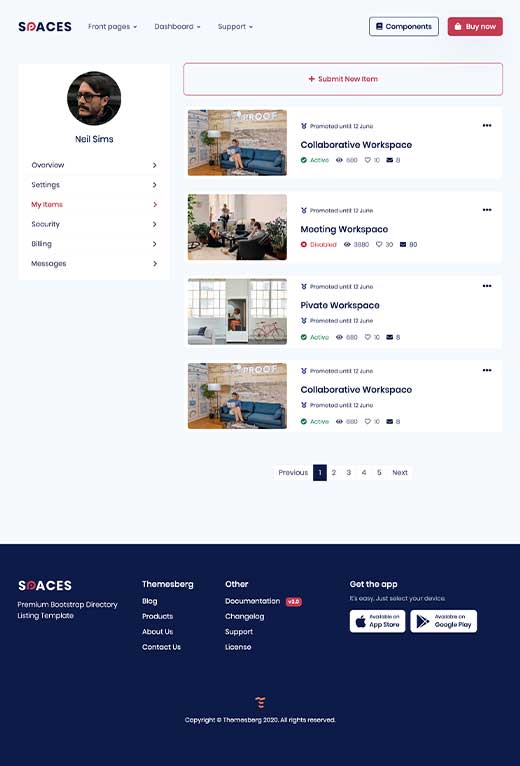 SPACES
Front pages
Dashboard
Support
Components
Buy now
Neil Sims
Overview
Settings
My Items
Security
Billing
Messages
Submit New Item
PROOF
Promoted until 12 June
Collaborative Workspace
Active 680 10 8
Promoted until 12 June
Meeting Workspace
Disabled 3680 30 80
Promoted until 12 June
Pivate Workspace
Promoted until 12 June
Active 680 10 8
PROOF
Collaborative Workspace
Promoted until 12 June
Active 680 10 8
Previous 1 2 3 4 5 Next
SPACES
Premium Bootstrap Directory
Listing Template
Themesberg
Blog
Products
About Us
Contact Us
Other
Documentation v3.0
Changelog
Support
License
Get the app
It's easy. Just select your device.
Available on
App Store
Available on
Google Play
Copyright © Themesberg 2020. All rights reserved.